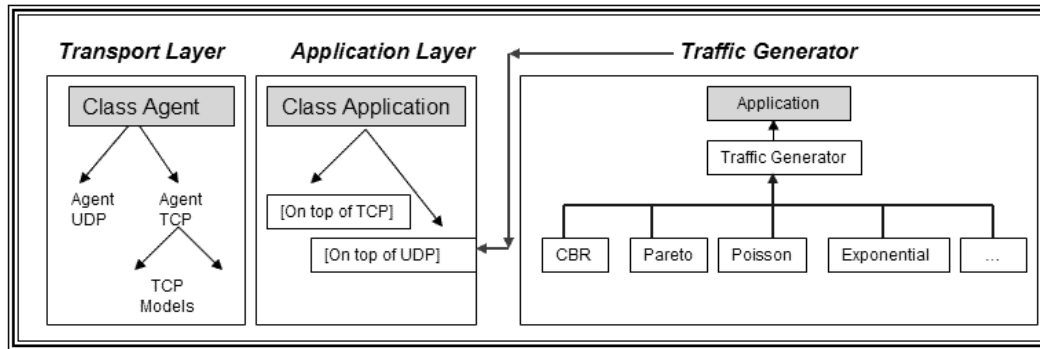 Transport Layer
Application Layer
Traffic Generator
Class Agent
Agent
UDP
Agent
TCP
TCP
Models
Class Application
[On top of TCP]
[On top of UDP]
Application
Traffic Generator
CBR
Pareto
Poisson
Exponential
...